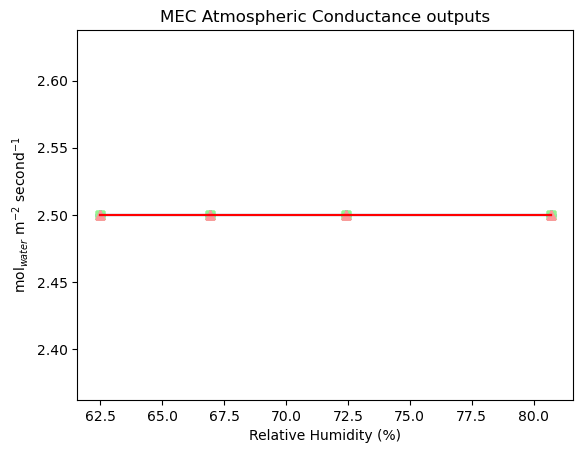 MEC Atmospheric Conductance outputs
2.60
2.55
2.50
2.45
2.40
mol_{water} m^{−2} second^{−1}
62.5 65.0 67.5 70.0 72.5 75.0 77.5 80.0
Relative Humidity (%)